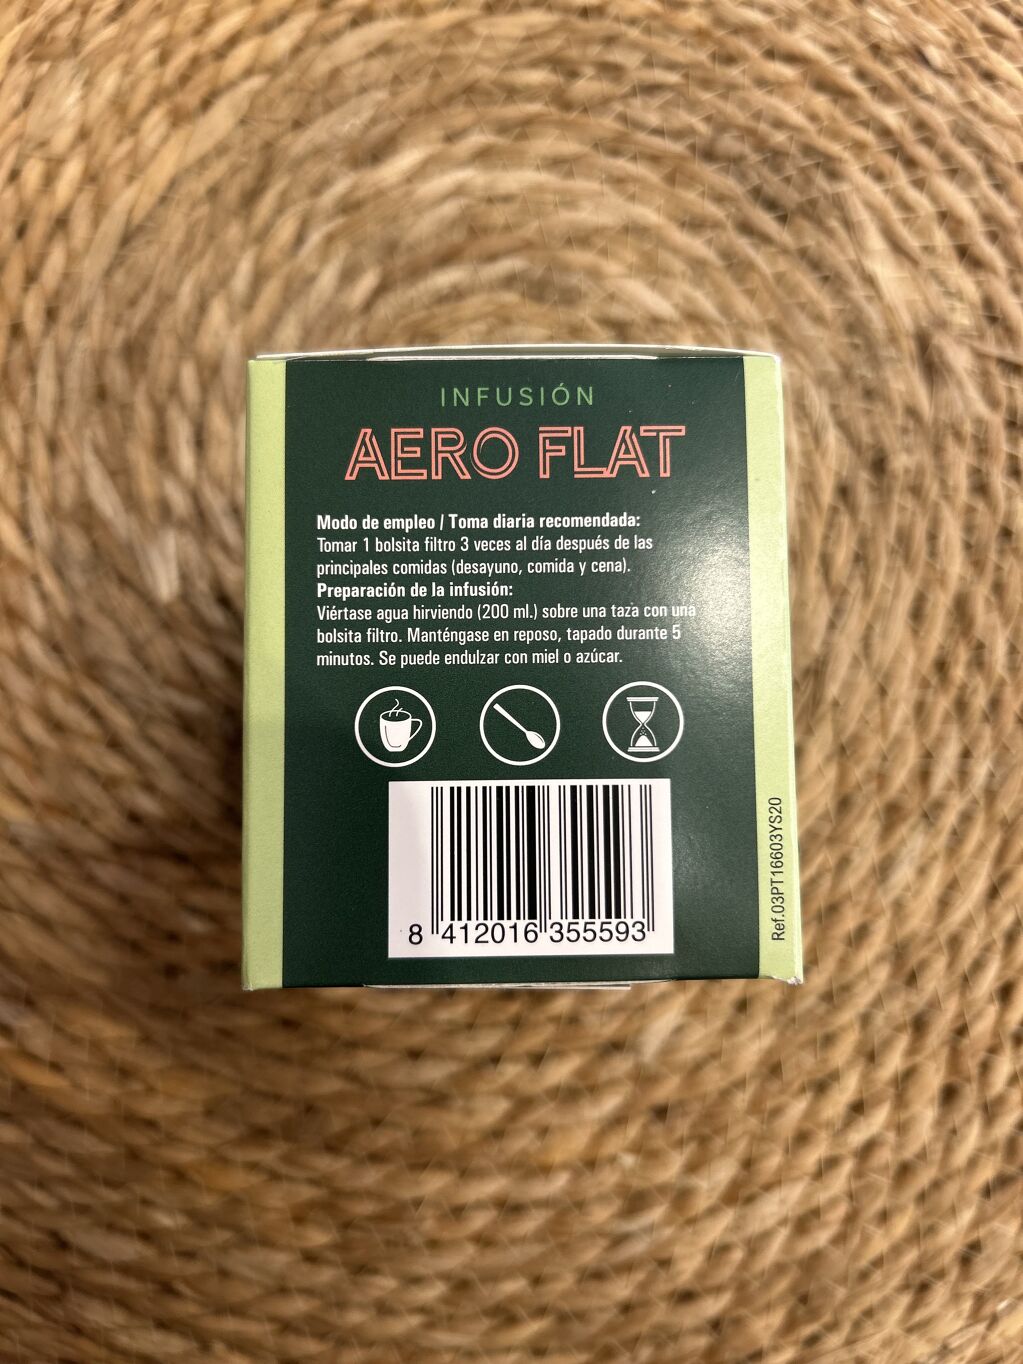 INFUSIÓN
AERO FLAT
Modo de empleo / Toma diaria recomendada:
Tomar 1 bolsita filtro 3 veces al día después de las
principales comidas (desayuno, comida y cena).
Preparación de la infusión:
Viértase agua hirviendo (200 ml.) sobre una taza con una
bolsita filtro. Manténgase en reposo, tapado durante 5
minutos. Se puede endulzar con miel o azúcar.
8 412016 355593
Ref.03PT16603YS20